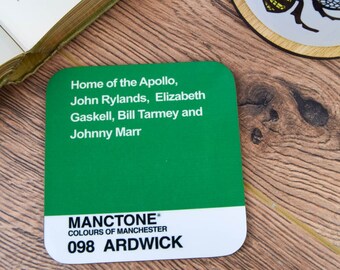 Home of the Apollo,
John Rylands, Elizabeth
Gaskell, Bill Tarmey and
Johnny Marr
MANCTONE®
COLOURS OF MANCHESTER
098 ARDWICK